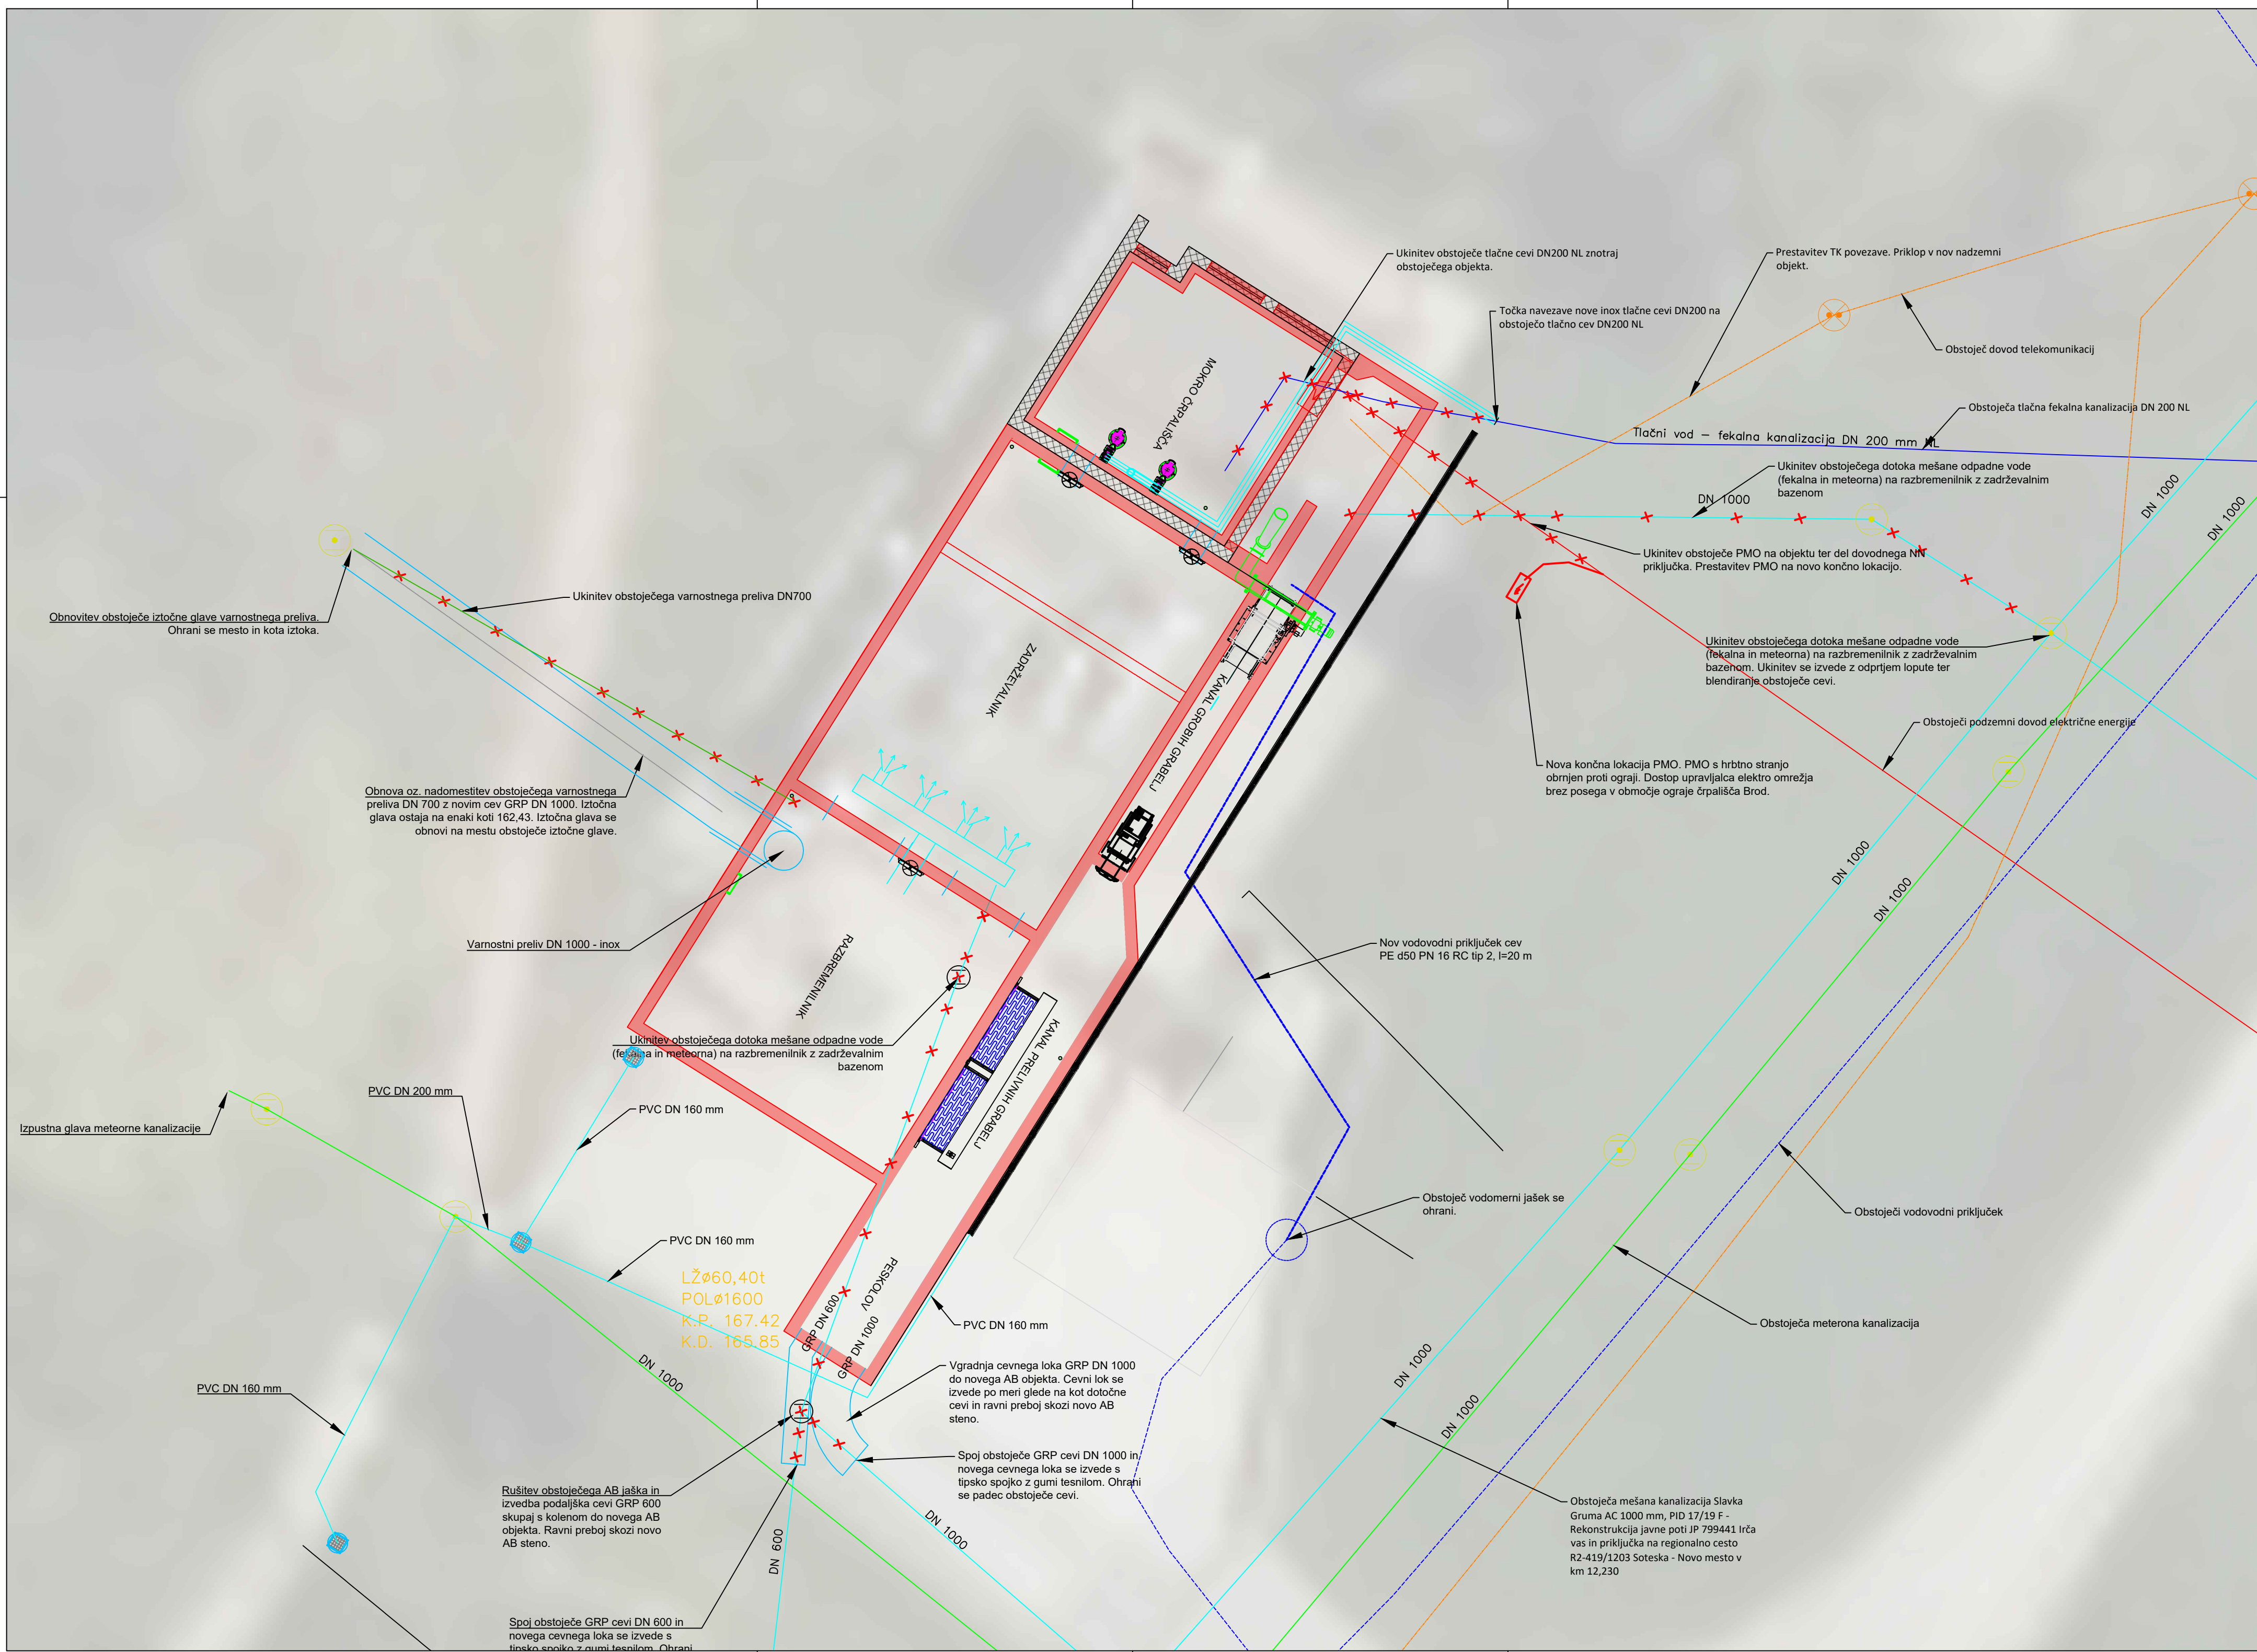 Ukinitev obstoječe tlačne cevi DN200 NL znotraj
obstoječega objekta.
Prestavitev TK povezave. Priklop v nov nadzemni
objekt.
Točka navezave nove inox tlačne cevi DN200 na
obstoječo tlačno cev DN200 NL
Obstoječ dovod telekomunikacij
Obstoječa tlačna fekalna kanalizacija DN 200 NL
Tlačni vod – fekalna kanalizacija DN 200 mm NL
Ukinitev obstoječega dotoka mešane odpadne vode
(fekalna in meteorna) na razbremenilnik z zadrževalnim
bazenom
DN 1000
DN 1000
DN 1000
Ukinitev obstoječe PMO na objektu ter del dovodnega NN
priključka. Prestavitev PMO na novo končno lokacijo.
MOKRO ČRPALIŠČA
Ukinitev obstoječega varnostnega preliva DN700
Obnovitev obstoječe iztočne glave varnostnega preliva.
Ohrani se mesto in kota iztoka.
Ukinitev obstoječega dotoka mešane odpadne vode
(fekalna in meteorna) na razbremenilnik z zadrževalnim
bazenom. Ukinitev se izvede z odprtjem lopute ter
blendiranje obstoječe cevi.
ZADRŽEVALNIK
KANAL GROBIH GRABELJ
Obstoječi podzemni dovod električne energije
Nova končna lokacija PMO. PMO s hrbtno stranjo
obrnjen proti ograji. Dostop upravljalca elektro omrežja
brez posega v območje ograje črpališča Brod.
Obnova oz. nadomestitev obstoječega varnostnega
preliva DN 700 z novim cev GRP DN 1000. Iztočna
glava ostaja na enaki koti 162,43. Iztočna glava se
obnovi na mestu obstoječe iztočne glave.
DN 1000
DN 1000
Varnostni preliv DN 1000 - inox
Nov vodovodni priključek cev
PE d50 PN 16 RC tip 2, l=20 m
RAZBREMENILNIK
Ukinitev obstoječega dotoka mešane odpadne vode
(fekalna in meteorna) na razbremenilnik z zadrževalnim
bazenom
KANAL PRELIVNIH GRABELJ
PVC DN 200 mm
PVC DN 160 mm
Izpustna glava meteorne kanalizacije
Obstoječ vodomerni jašek se
ohrani.
Obstoječi vodovodni priključek
PVC DN 160 mm
LŽø60,40t
POLø1600
K.P. 167.42
K.D. 165.85
PESKOLOV
GRP DN 600
GRP DN 1000
PVC DN 160 mm
Obstoječa meterona kanalizacija
DN 1000
DN 1000
DN 1000
PVC DN 160 mm
Vgradnja cevnega loka GRP DN 1000
do novega AB objekta. Cevni lok se
izvede po meri glede na kot dotočne
cevi in ravni preboj skozi novo AB
steno.
Spoj obstoječe GRP cevi DN 1000 in
novega cevnega loka se izvede s
tipsko spojko z gumi tesnilom. Ohrani
se padec obstoječe cevi.
Rušitev obstoječega AB jaška in
izvedba podaljška cevi GRP 600
skupaj s kolenom do novega AB
objekta. Ravni preboj skozi novo
AB steno.
DN 600
DN 1000
Obstoječa mešana kanalizacija Slavka
Gruma AC 1000 mm, PID 17/19 F -
Rekonstrukcija javne poti JP 799441 Irča
vas in priključka na regionalno cesto
R2-419/1203 Soteska - Novo mesto v
km 12,230
Spoj obstoječe GRP cevi DN 600 in
novega cevnega loka se izvede s
tipsko spojko z gumi tesnilom. Ohrani